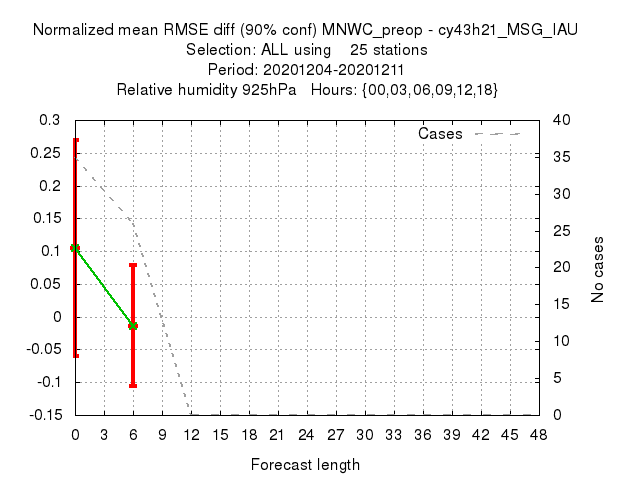 Normalized mean RMSE diff (90% conf) MNWC_preop - cy43h21_MSG_IAU
Selection: ALL using 25 stations
Period: 20201204-20201211
Relative humidity 925hPa Hours: {00,03,06,09,12,18}
Cases
0.3
0.25
0.2
0.15
0.1
0.05
0
-0.05
-0.1
-0.15
40
35
30
25
20
15
10
5
0
No cases
0 3 6 9 12 15 18 21 24 27 30 33 36 39 42 45 48
Forecast length